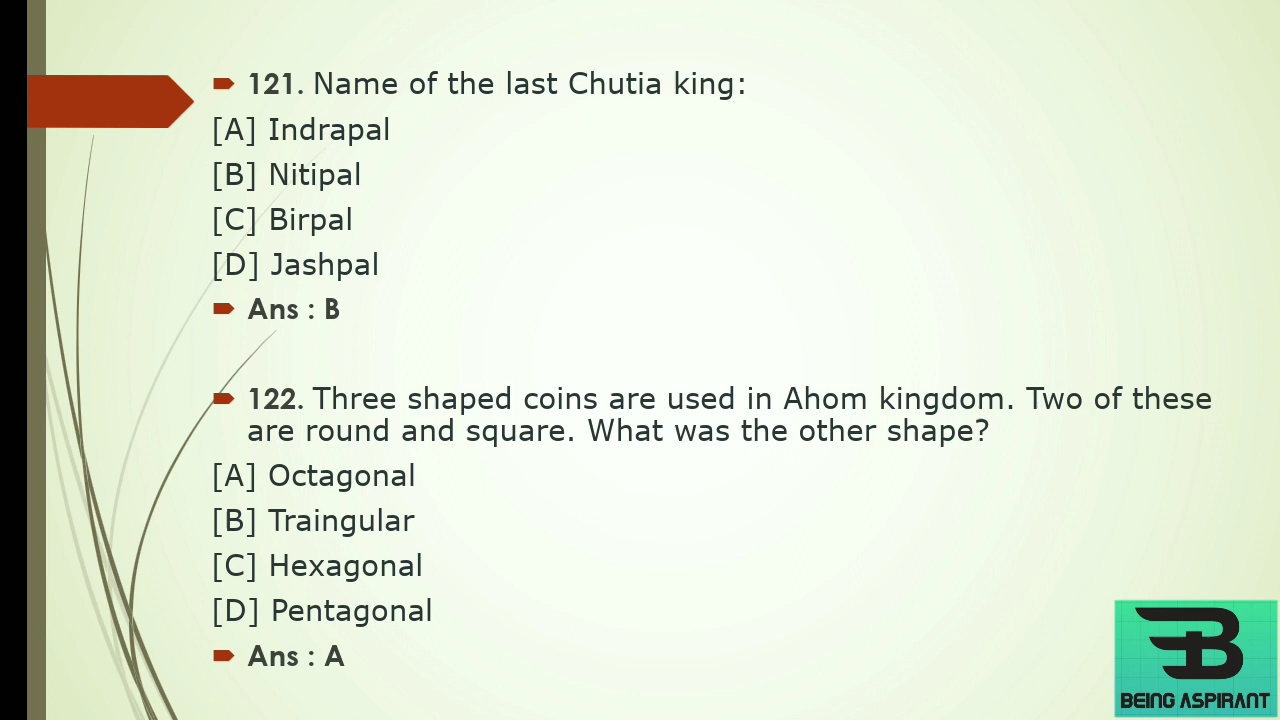 121. Name of the last Chutia king:
[A] Indrapal
[B] Nitipal
[C] Birpal
[D] Jashpal
Ans : B
122. Three shaped coins are used in Ahom kingdom. Two of these
are round and square. What was the other shape?
[A] Octagonal
[B] Traingular
[C] Hexagonal
[D] Pentagonal
Ans : A
BEING ASPIRANT